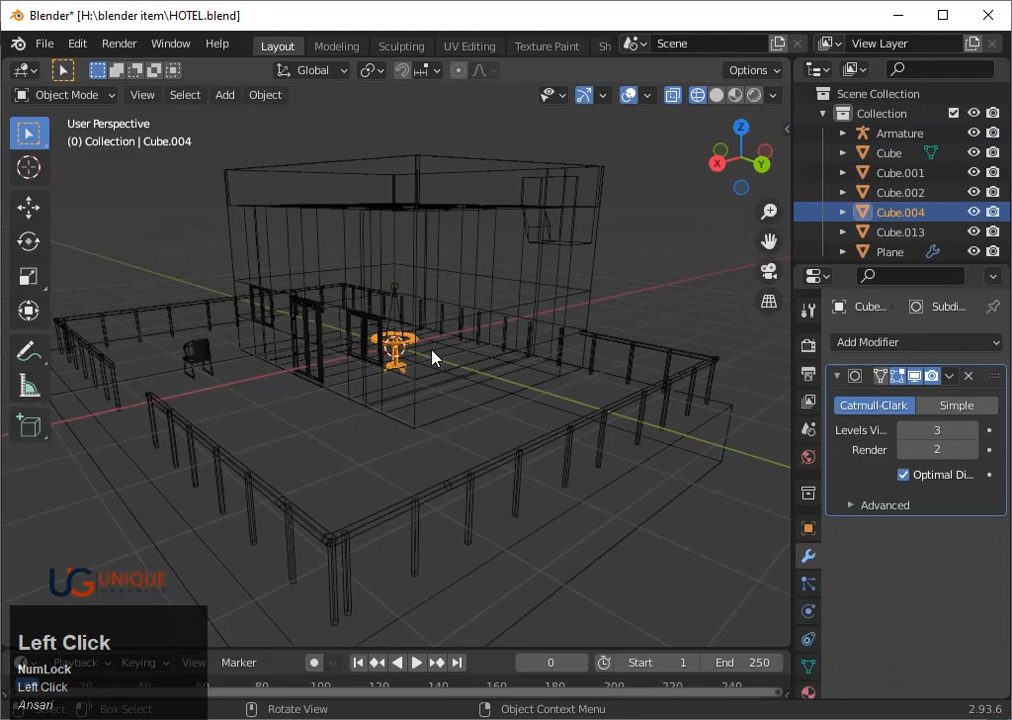 Blender* [H:\blender item\HOTEL.blend]
File Edit Render Window Help Layout Modeling Sculpting UV Editing Texture Paint Sh Scene View Layer
Global Options
Object Mode View Select Add Object
User Perspective
(0) Collection | Cube.004
Z
X
Y
Scene Collection
Collection
Armature
Cube
Cube.001
Cube.002
Cube.004
Cube.013
Plane
Cube... Subdi...
Add Modifier
Catmull-Clark Simple
Levels Vi... 3
Render 2
Optimal Di...
Advanced
UG UNIQUE
GRAPHICS
Left Click
NumLock
Left Click
Ansari
Playback Keying View Marker 0 Start 1 End 250
80 100 120 140 160 180 200 220 240
Select Box Select Rotate View Object Context Menu 2.93.6